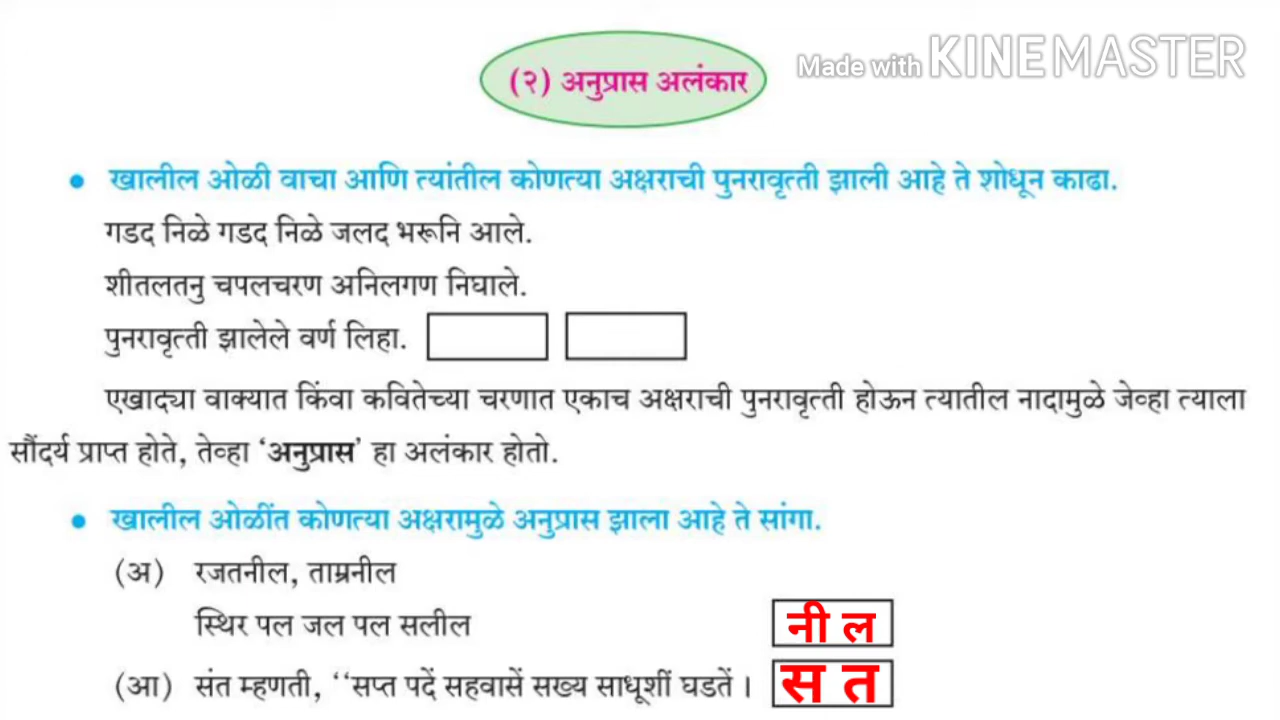 Made with KINEMASTER
(२) अनुप्रास अलंकार
• खालील ओळी वाचा आणि त्यांतील कोणत्या अक्षराची पुनरावृत्ती झाली आहे ते शोधून काढा.
गडद निळे गडद निळे जलद भरूनि आले.
शीतलतनु चपलचरण अनिलगण निघाले.
पुनरावृत्ती झालेले वर्ण लिहा.
एखाद्या वाक्यात किंवा कवितेच्या चरणात एकाच अक्षराची पुनरावृत्ती होऊन त्यातील नादामुळे जेव्हा त्याला
सौंदर्य प्राप्त होते, तेव्हा ‘अनुप्रास’ हा अलंकार होतो.
• खालील ओळींत कोणत्या अक्षरामुळे अनुप्रास झाला आहे ते सांगा.
(अ) रजतनील, ताम्रनील
स्थिर पल जल पल सलील नी ल
(आ) संत म्हणती, ‘‘सप्त पदें सहवासें सख्य साधूशीं घडतें । स त